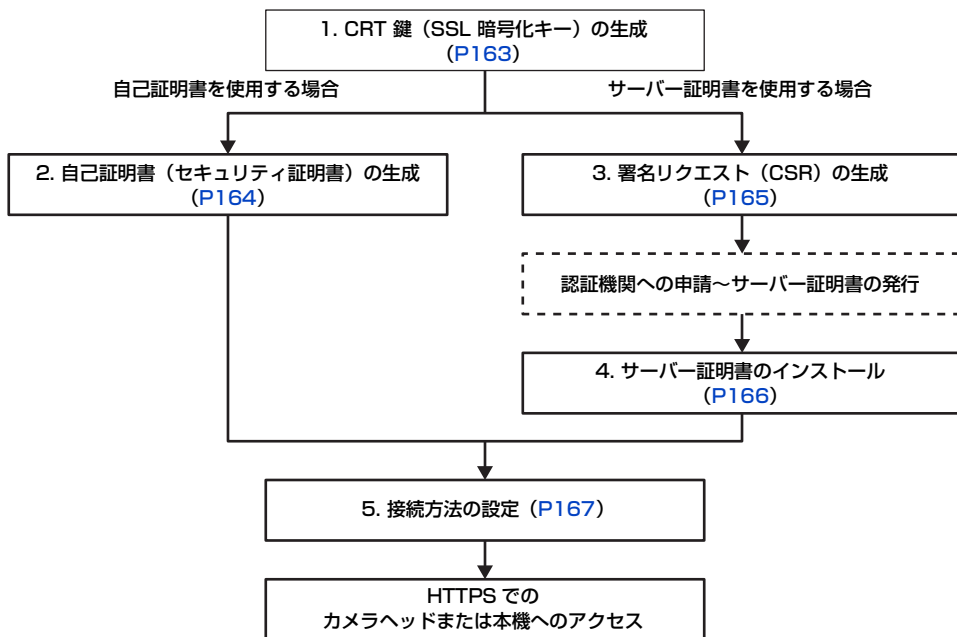 1. CRT 鍵（SSL 暗号化キー）の生成
（P163）
自己証明書を使用する場合
サーバー証明書を使用する場合
2. 自己証明書（セキュリティ証明書）の生成
（P164）
3. 署名リクエスト（CSR）の生成
（P165）
認証機関への申請～サーバー証明書の発行
4. サーバー証明書のインストール
（P166）
5. 接続方法の設定（P167）
HTTPS での
カメラヘッドまたは本機へのアクセス